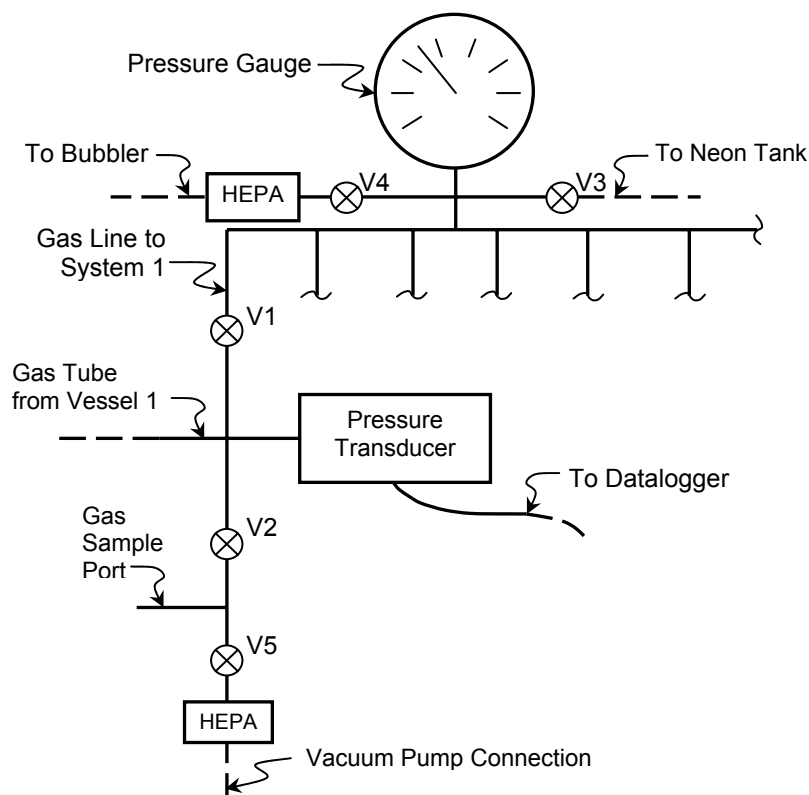 Pressure Gauge
To Bubbler
To Neon Tank
HEPA
V4
V3
Gas Line to
System 1
V1
Gas Tube
from Vessel 1
Pressure
Transducer
To Datalogger
Gas
Sample
Port
V2
V5
HEPA
Vacuum Pump Connection